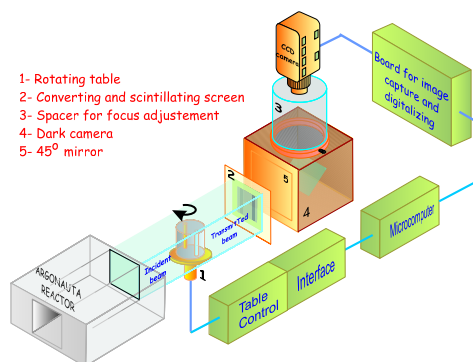 1- Rotating table
2- Converting and scintillating screen
3- Spacer for focus adjustement
4- Dark camera
5- 45º mirror
CCD
camera
Board for image
capture and
digitalizing
3
2
5
4
Transmited
beam
Incident
beam
1
ARGONAUTA
REACTOR
Microcomputer
Interface
Table
Control